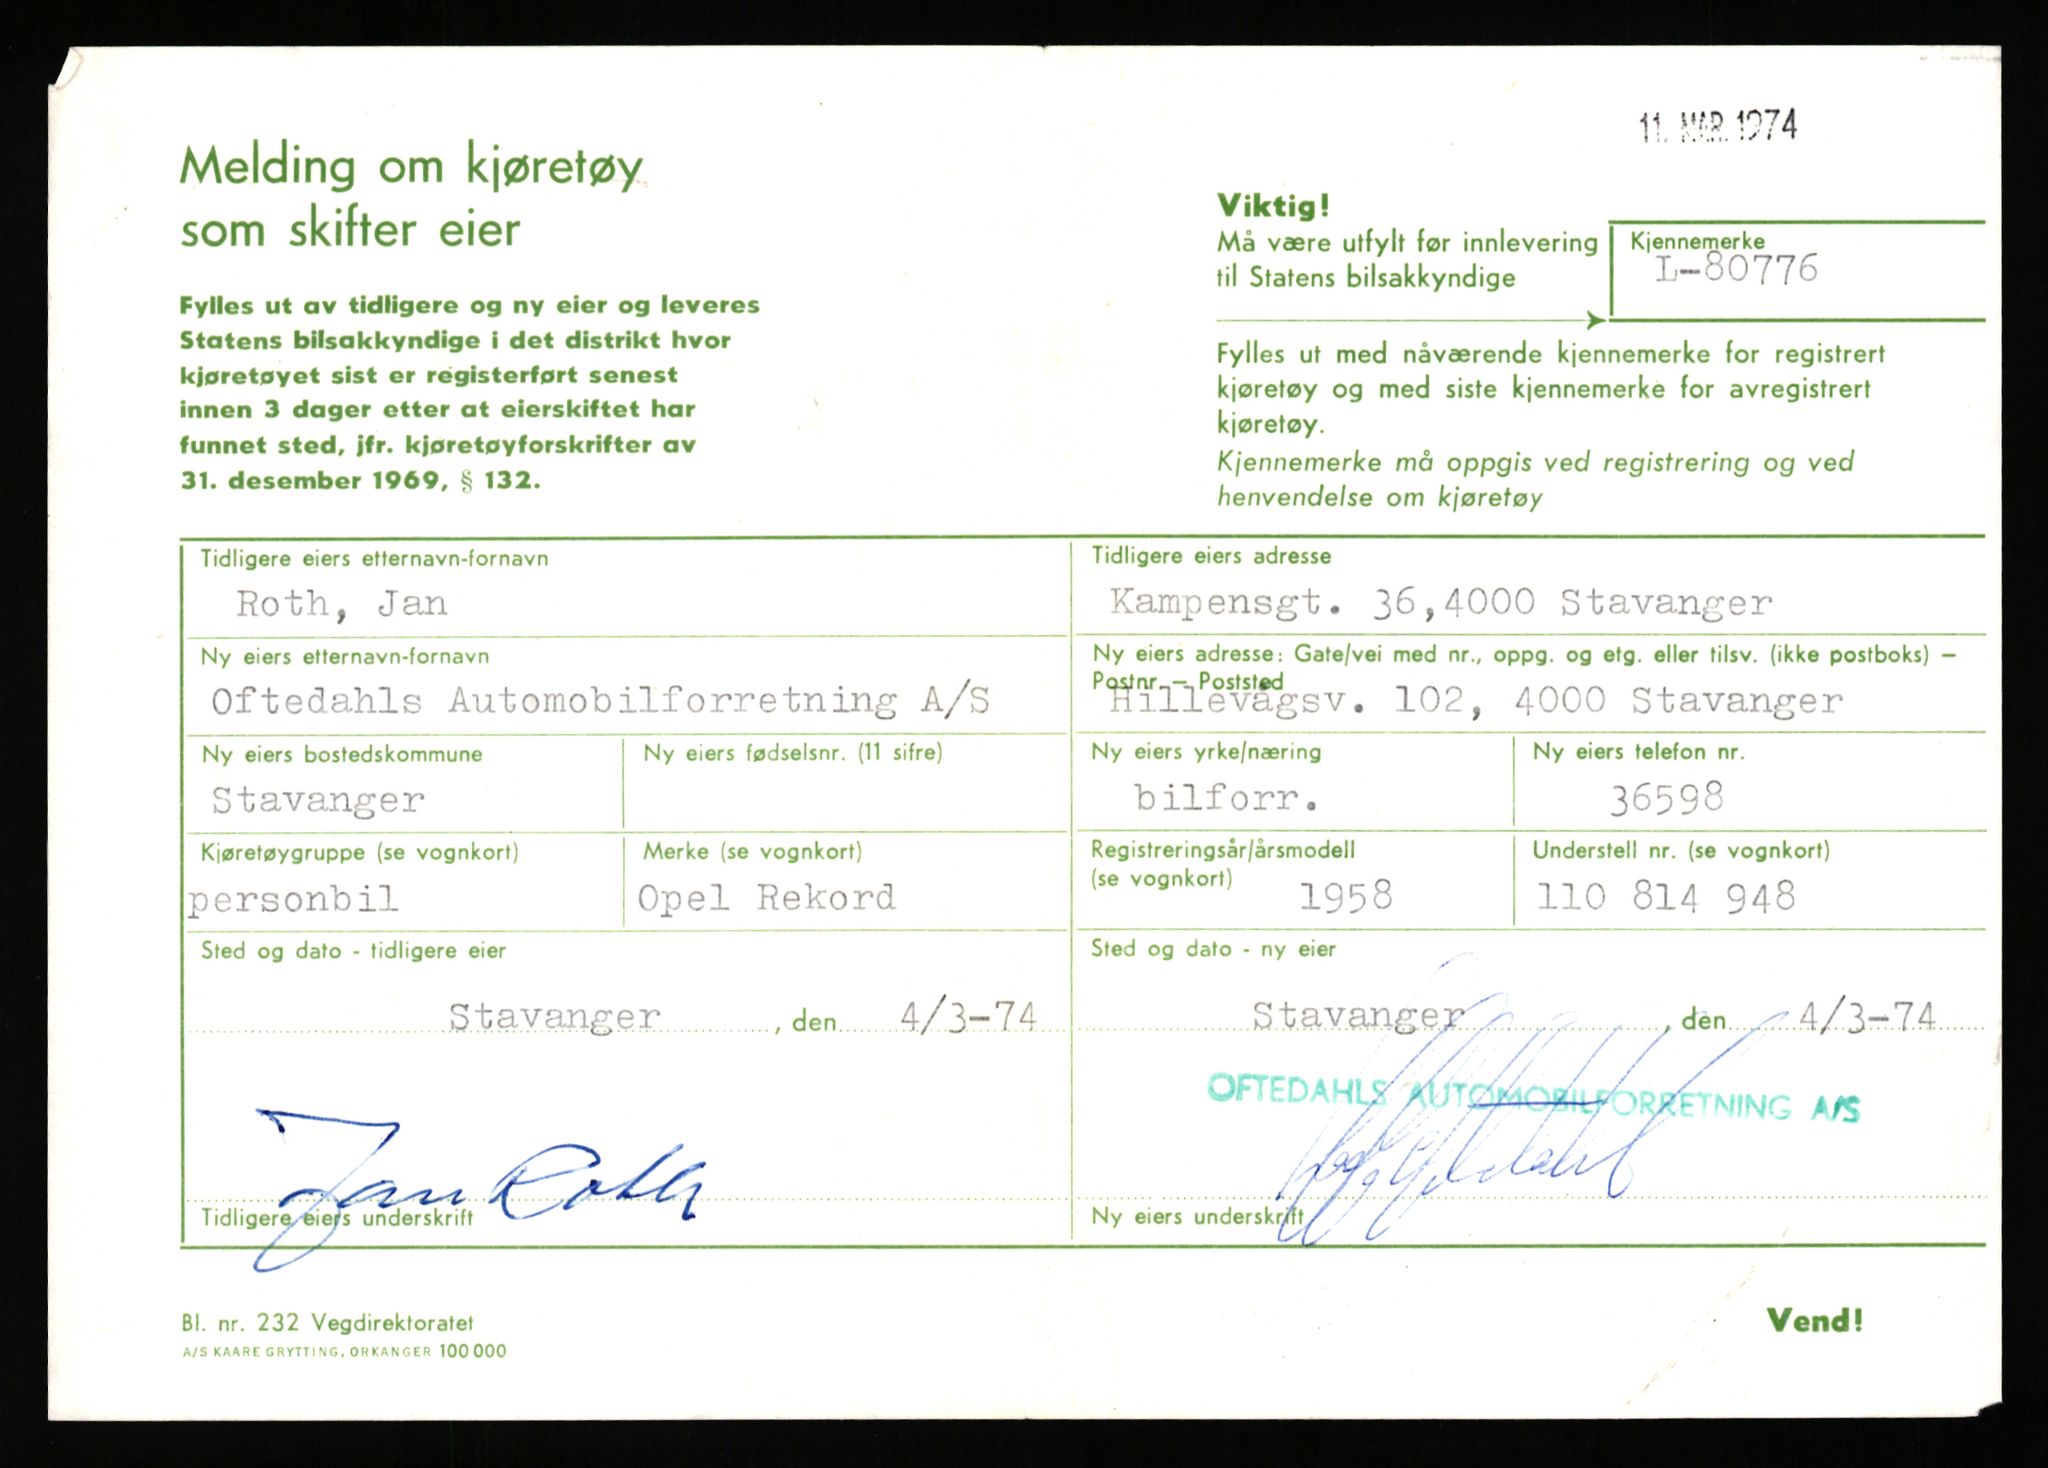 11. MAR. 1974
Melding om kjøretøy
som skifter eier
Fylles ut av tidligere og ny eier og leveres
Statens bilsakkyndige i det distrikt hvor
kjøretøyet sist er registerført senest
innen 3 dager etter at eierskiftet har
funnet sted, jfr. kjøretøyforskrifter av
31. desember 1969, § 132.
Viktig!
Må være utfylt før innlevering
til Statens bilsakkyndige
Kjennemerke
L-80776
Fylles ut med nåværende kjennemerke for registrert
kjøretøy og med siste kjennemerke for avregistrert
kjøretøy.
Kjennemerke må oppgis ved registrering og ved
henvendelse om kjøretøy
Tidligere eiers etternavn-fornavn
Roth, Jan
Tidligere eiers adresse
Kampensgt. 36,4000 Stavanger
Ny eiers etternavn-fornavn
Oftedahls Automobilforretning A/S
Ny eiers adresse: Gate/vei med nr., oppg. og etg. eller tilsv. (ikke postboks) –
Postnr. – Poststed
Hillevågsv. 102, 4000 Stavanger
Ny eiers bostedskommune
Stavanger
Ny eiers fødselsnr. (11 sifre)
Ny eiers yrke/næring
bilforr.
Ny eiers telefon nr.
36598
Kjøretøygruppe (se vognkort)
personbil
Merke (se vognkort)
Opel Rekord
Registreringsår/årsmodell
(se vognkort)
1958
Understell nr. (se vognkort)
110 814 948
Sted og dato - tidligere eier
Stavanger, den 4/3-74
Jan Roth
Tidligere eiers underskrift
Sted og dato - ny eier
Stavanger, den 4/3-74
OFTEDAHLS AUTOMOBILFORRETNING A/S
Ny eiers underskrift
Bl. nr. 232 Vegdirektoratet
A/S KAARE GRYTTING, ORKANGER 100 000
Vend!